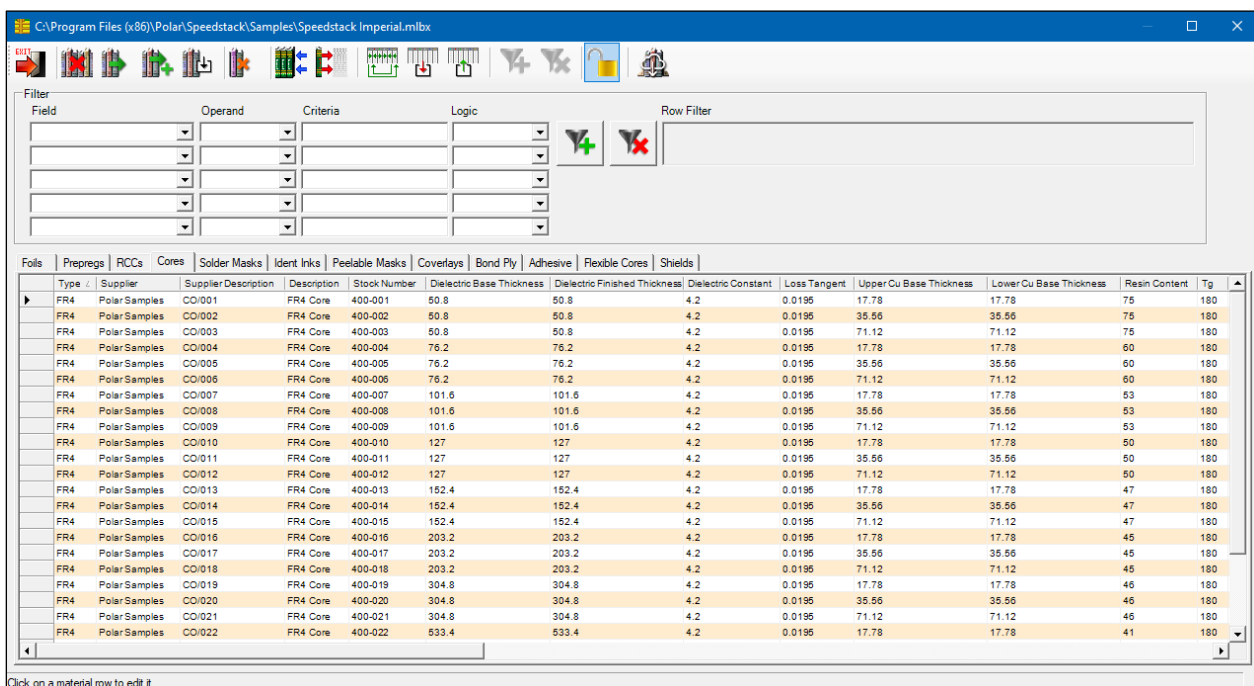 C:\Program Files (x86)\Polar\Speedstack\Samples\Speedstack Imperial.mlbx
EXIT
Filter
Field Operand Criteria Logic Row Filter
Foils Prepregs RCCs Cores Solder Masks Ident Inks Peelable Masks Coverlays Bond Ply Adhesive Flexible Cores Shields
Type Supplier Supplier Description Description Stock Number Dielectric Base Thickness Dielectric Finished Thickness Dielectric Constant Loss Tangent Upper Cu Base Thickness Lower Cu Base Thickness Resin Content Tg
FR4 Polar Samples CO/001 FR4 Core 400-001 50.8 50.8 4.2 0.0195 17.78 17.78 75 180
FR4 Polar Samples CO/002 FR4 Core 400-002 50.8 50.8 4.2 0.0195 35.56 35.56 75 180
FR4 Polar Samples CO/003 FR4 Core 400-003 50.8 50.8 4.2 0.0195 71.12 71.12 75 180
FR4 Polar Samples CO/004 FR4 Core 400-004 76.2 76.2 4.2 0.0195 17.78 17.78 60 180
FR4 Polar Samples CO/005 FR4 Core 400-005 76.2 76.2 4.2 0.0195 35.56 35.56 60 180
FR4 Polar Samples CO/006 FR4 Core 400-006 76.2 76.2 4.2 0.0195 71.12 71.12 60 180
FR4 Polar Samples CO/007 FR4 Core 400-007 101.6 101.6 4.2 0.0195 17.78 17.78 53 180
FR4 Polar Samples CO/008 FR4 Core 400-008 101.6 101.6 4.2 0.0195 35.56 35.56 53 180
FR4 Polar Samples CO/009 FR4 Core 400-009 101.6 101.6 4.2 0.0195 71.12 71.12 53 180
FR4 Polar Samples CO/010 FR4 Core 400-010 127 127 4.2 0.0195 17.78 17.78 50 180
FR4 Polar Samples CO/011 FR4 Core 400-011 127 127 4.2 0.0195 35.56 35.56 50 180
FR4 Polar Samples CO/012 FR4 Core 400-012 127 127 4.2 0.0195 71.12 71.12 50 180
FR4 Polar Samples CO/013 FR4 Core 400-013 152.4 152.4 4.2 0.0195 17.78 17.78 47 180
FR4 Polar Samples CO/014 FR4 Core 400-014 152.4 152.4 4.2 0.0195 35.56 35.56 47 180
FR4 Polar Samples CO/015 FR4 Core 400-015 152.4 152.4 4.2 0.0195 71.12 71.12 47 180
FR4 Polar Samples CO/016 FR4 Core 400-016 203.2 203.2 4.2 0.0195 17.78 17.78 45 180
FR4 Polar Samples CO/017 FR4 Core 400-017 203.2 203.2 4.2 0.0195 35.56 35.56 45 180
FR4 Polar Samples CO/018 FR4 Core 400-018 203.2 203.2 4.2 0.0195 71.12 71.12 45 180
FR4 Polar Samples CO/019 FR4 Core 400-019 304.8 304.8 4.2 0.0195 17.78 17.78 46 180
FR4 Polar Samples CO/020 FR4 Core 400-020 304.8 304.8 4.2 0.0195 35.56 35.56 46 180
FR4 Polar Samples CO/021 FR4 Core 400-021 304.8 304.8 4.2 0.0195 71.12 71.12 46 180
FR4 Polar Samples CO/022 FR4 Core 400-022 533.4 533.4 4.2 0.0195 17.78 17.78 41 180
Click on a material row to edit it